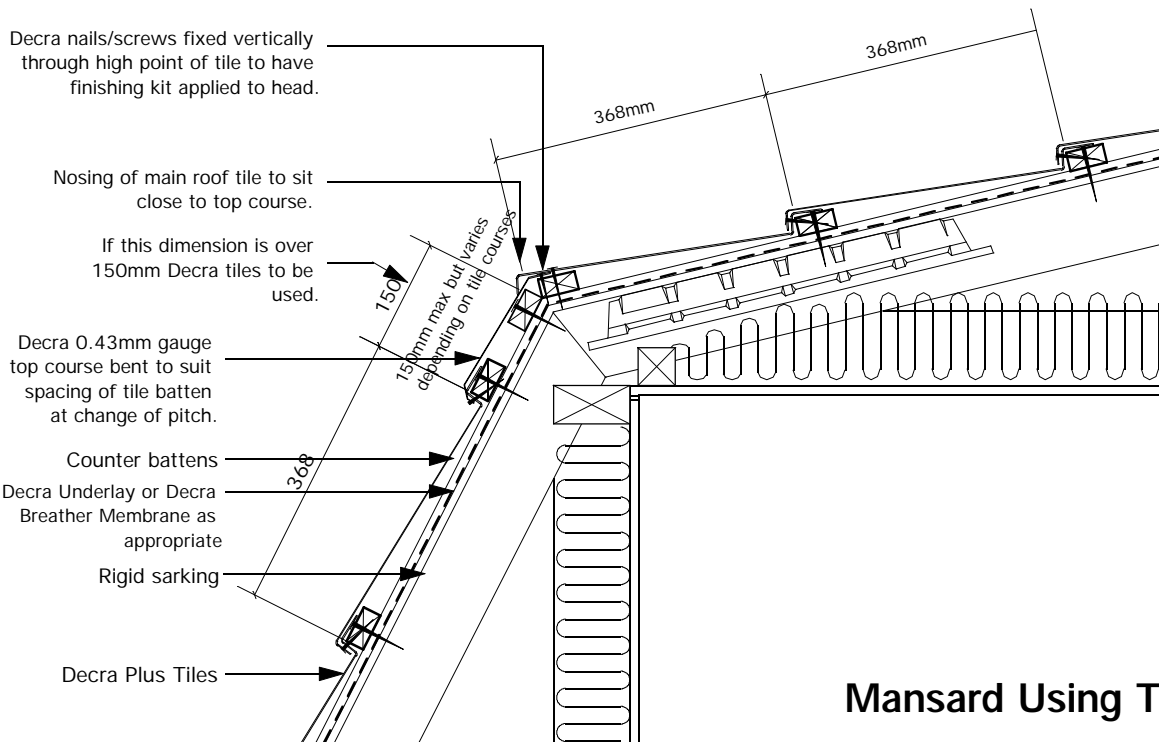 Decra nails/screws fixed vertically
through high point of tile to have
finishing kit applied to head.
368mm
368mm
Nosing of main roof tile to sit
close to top course.
If this dimension is over
150mm Decra tiles to be
used.
150
150mm max but varies
depending on tile courses
Decra 0.43mm gauge
top course bent to suit
spacing of tile batten
at change of pitch.
368
Counter battens
Decra Underlay or Decra
Breather Membrane as
appropriate
Rigid sarking
Decra Plus Tiles
Mansard Using T